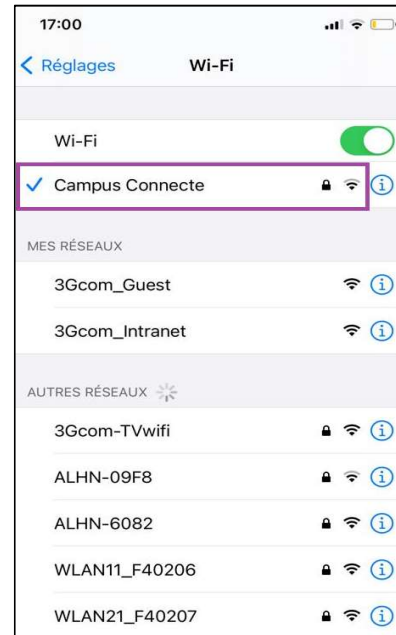 17:00
Réglages Wi-Fi
Wi-Fi
Campus Connecte
MES RÉSEAUX
3Gcom_Guest
3Gcom_Intranet
AUTRES RÉSEAUX
3Gcom-TVwifi
ALHN-09F8
ALHN-6082
WLAN11_F40206
WLAN21_F40207